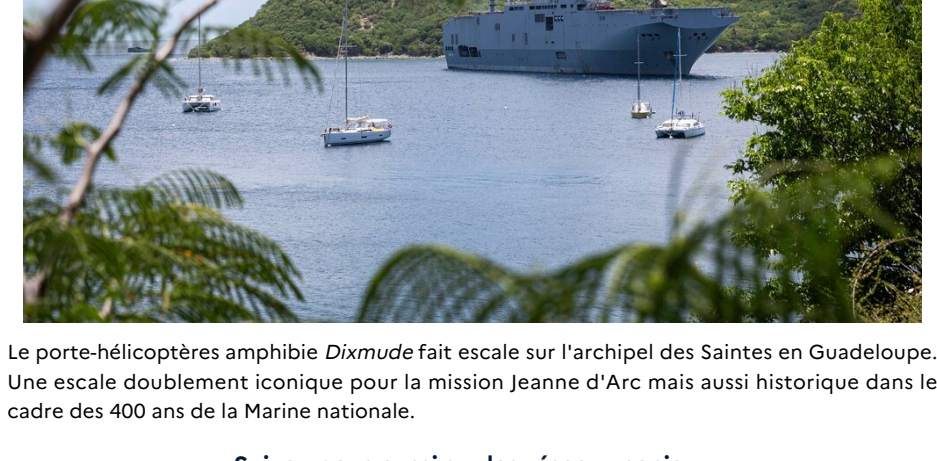 Le porte-hélicoptères amphibie Dixmude fait escale sur l'archipel des Saintes en Guadeloupe.
Une escale doublement iconique pour la mission Jeanne d'Arc mais aussi historique dans le
cadre des 400 ans de la Marine nationale.